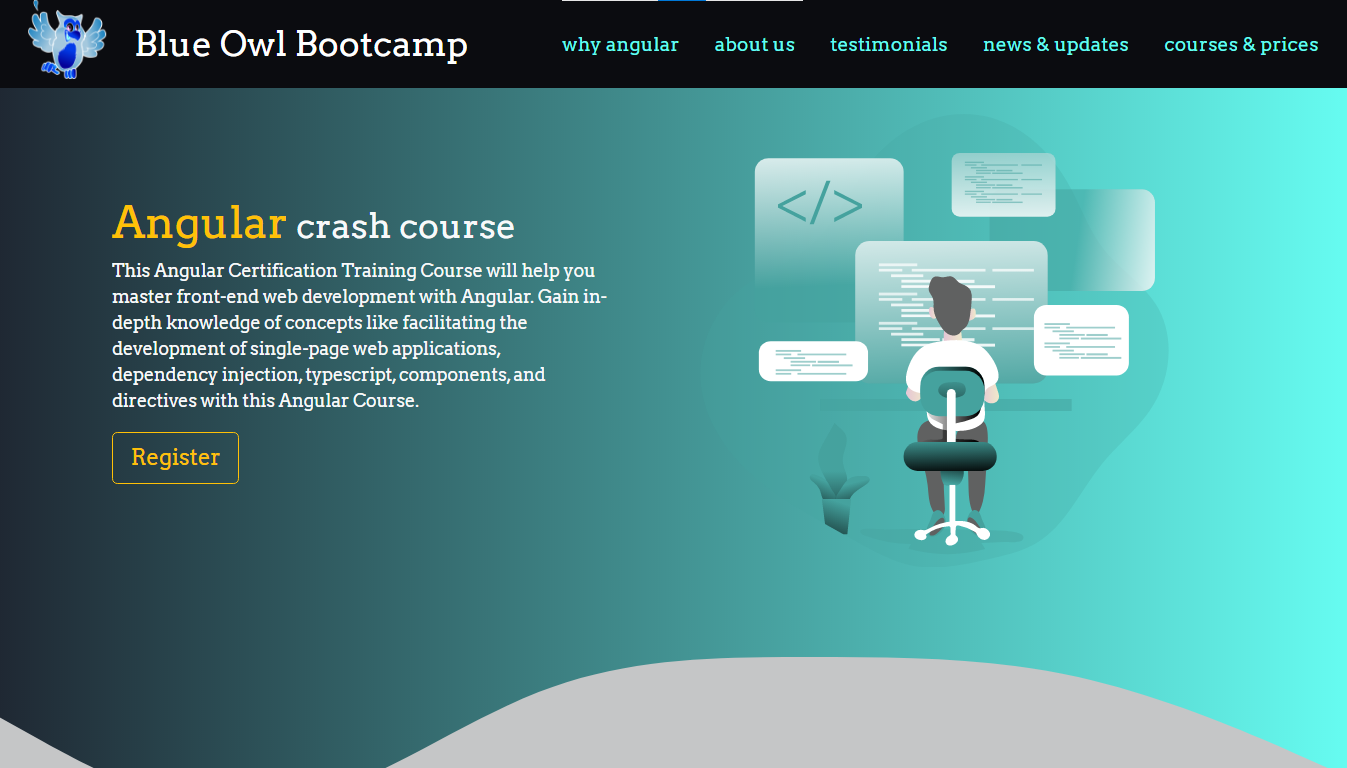 Blue Owl Bootcamp
why angular
about us
testimonials
news & updates
courses & prices
</>
Angular crash course
This Angular Certification Training Course will help you
master front-end web development with Angular. Gain in-
depth knowledge of concepts like facilitating the
development of single-page web applications,
dependency injection, typescript, components, and
directives with this Angular Course.
Register